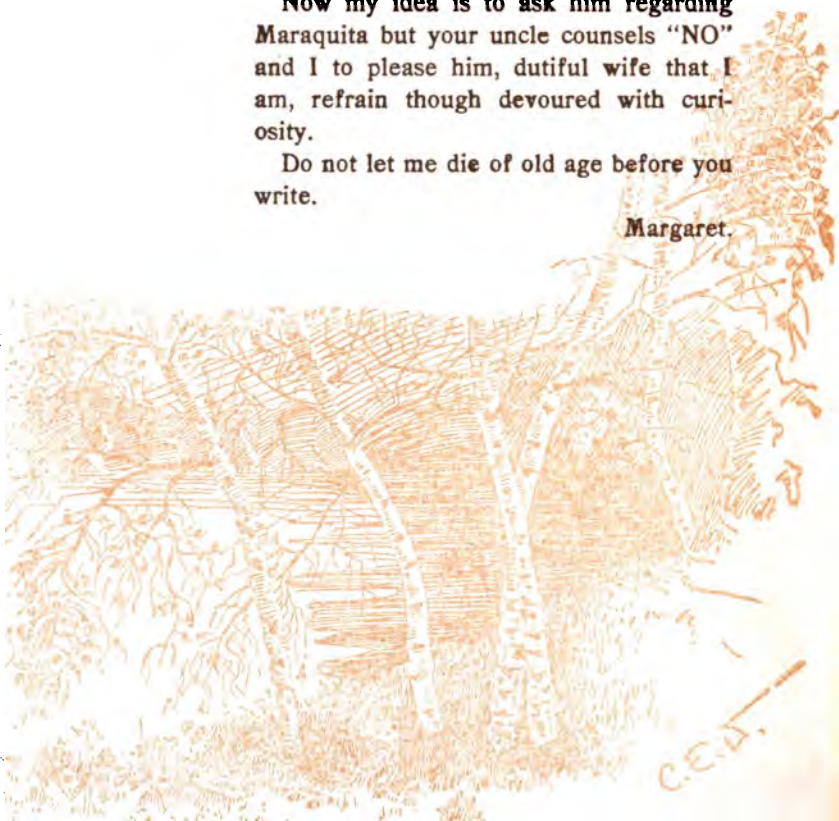 Now my idea is to ask him regarding
Maraquita but your uncle counsels “NO”
and I to please him, dutiful wife that I
am, refrain though devoured with curi-
osity.
Do not let me die of old age before you
write.
Margaret.